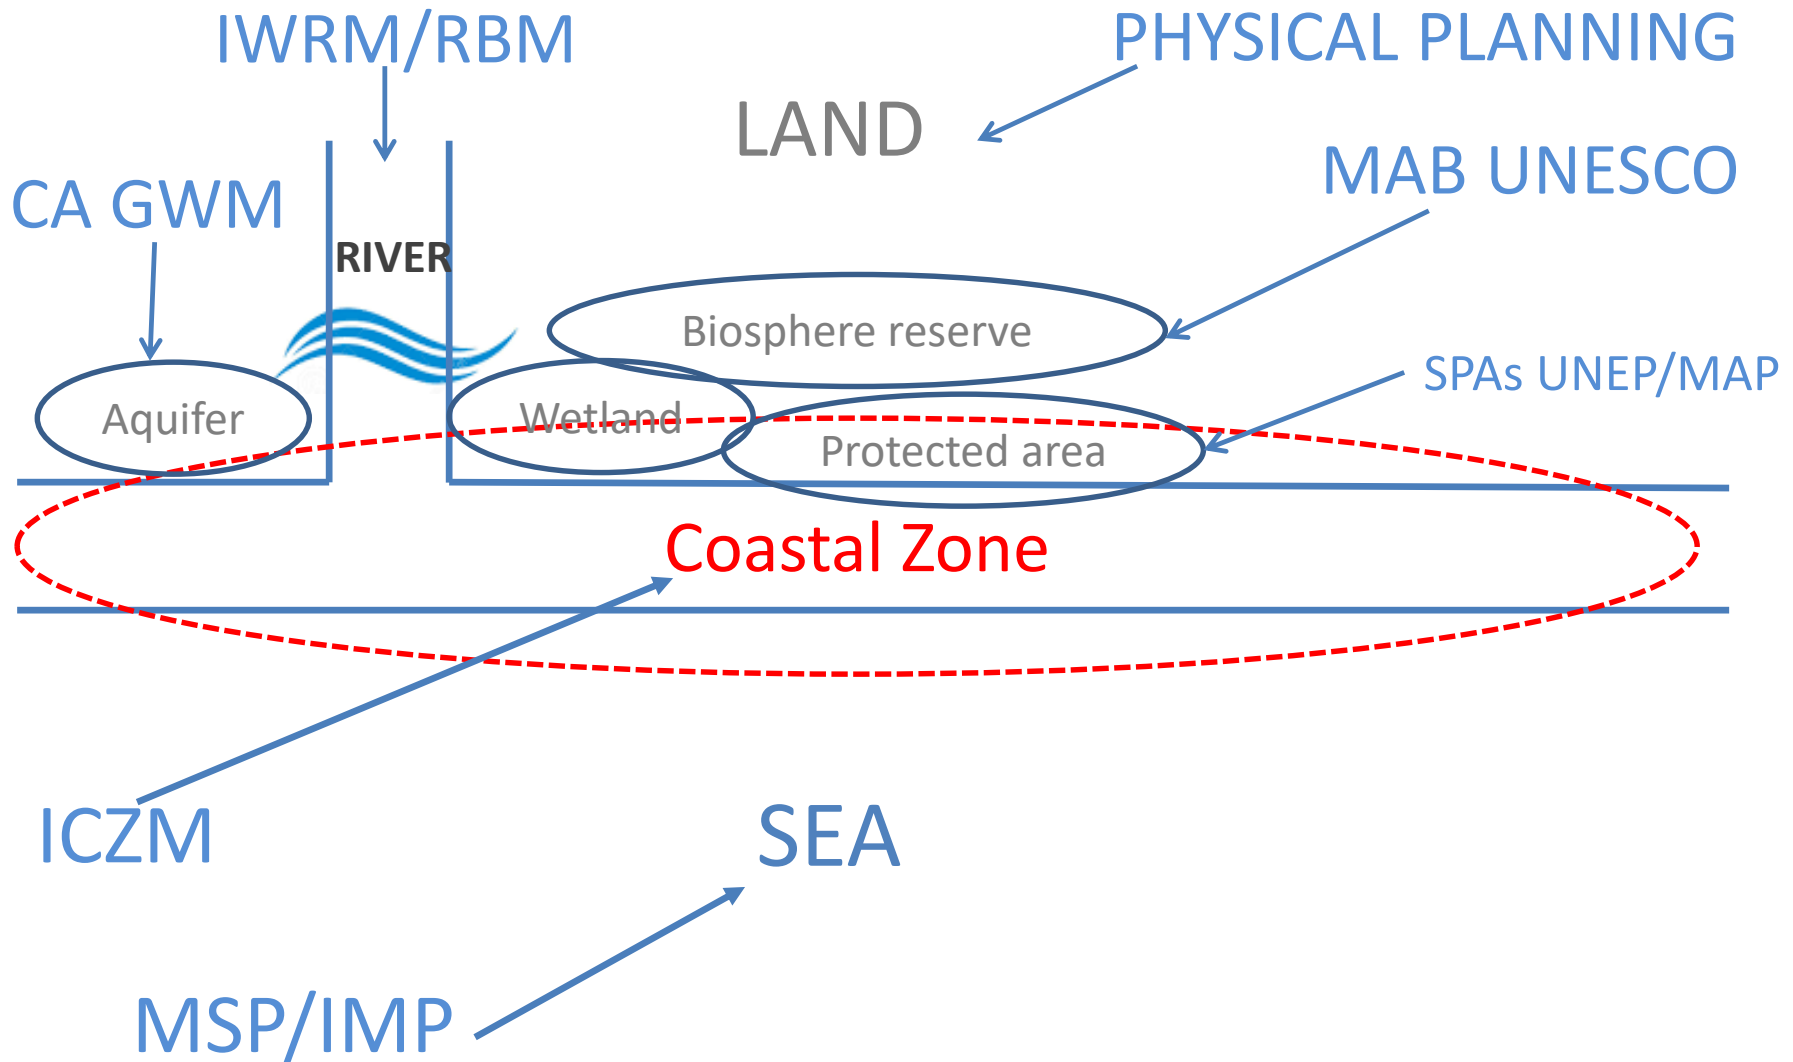 IWRM/RBM
PHYSICAL PLANNING
LAND
MAB UNESCO
CA GWM
RIVER
Biosphere reserve
SPAs UNEP/MAP
Aquifer
Wetland
Protected area
Coastal Zone
ICZM
SEA
MSP/IMP